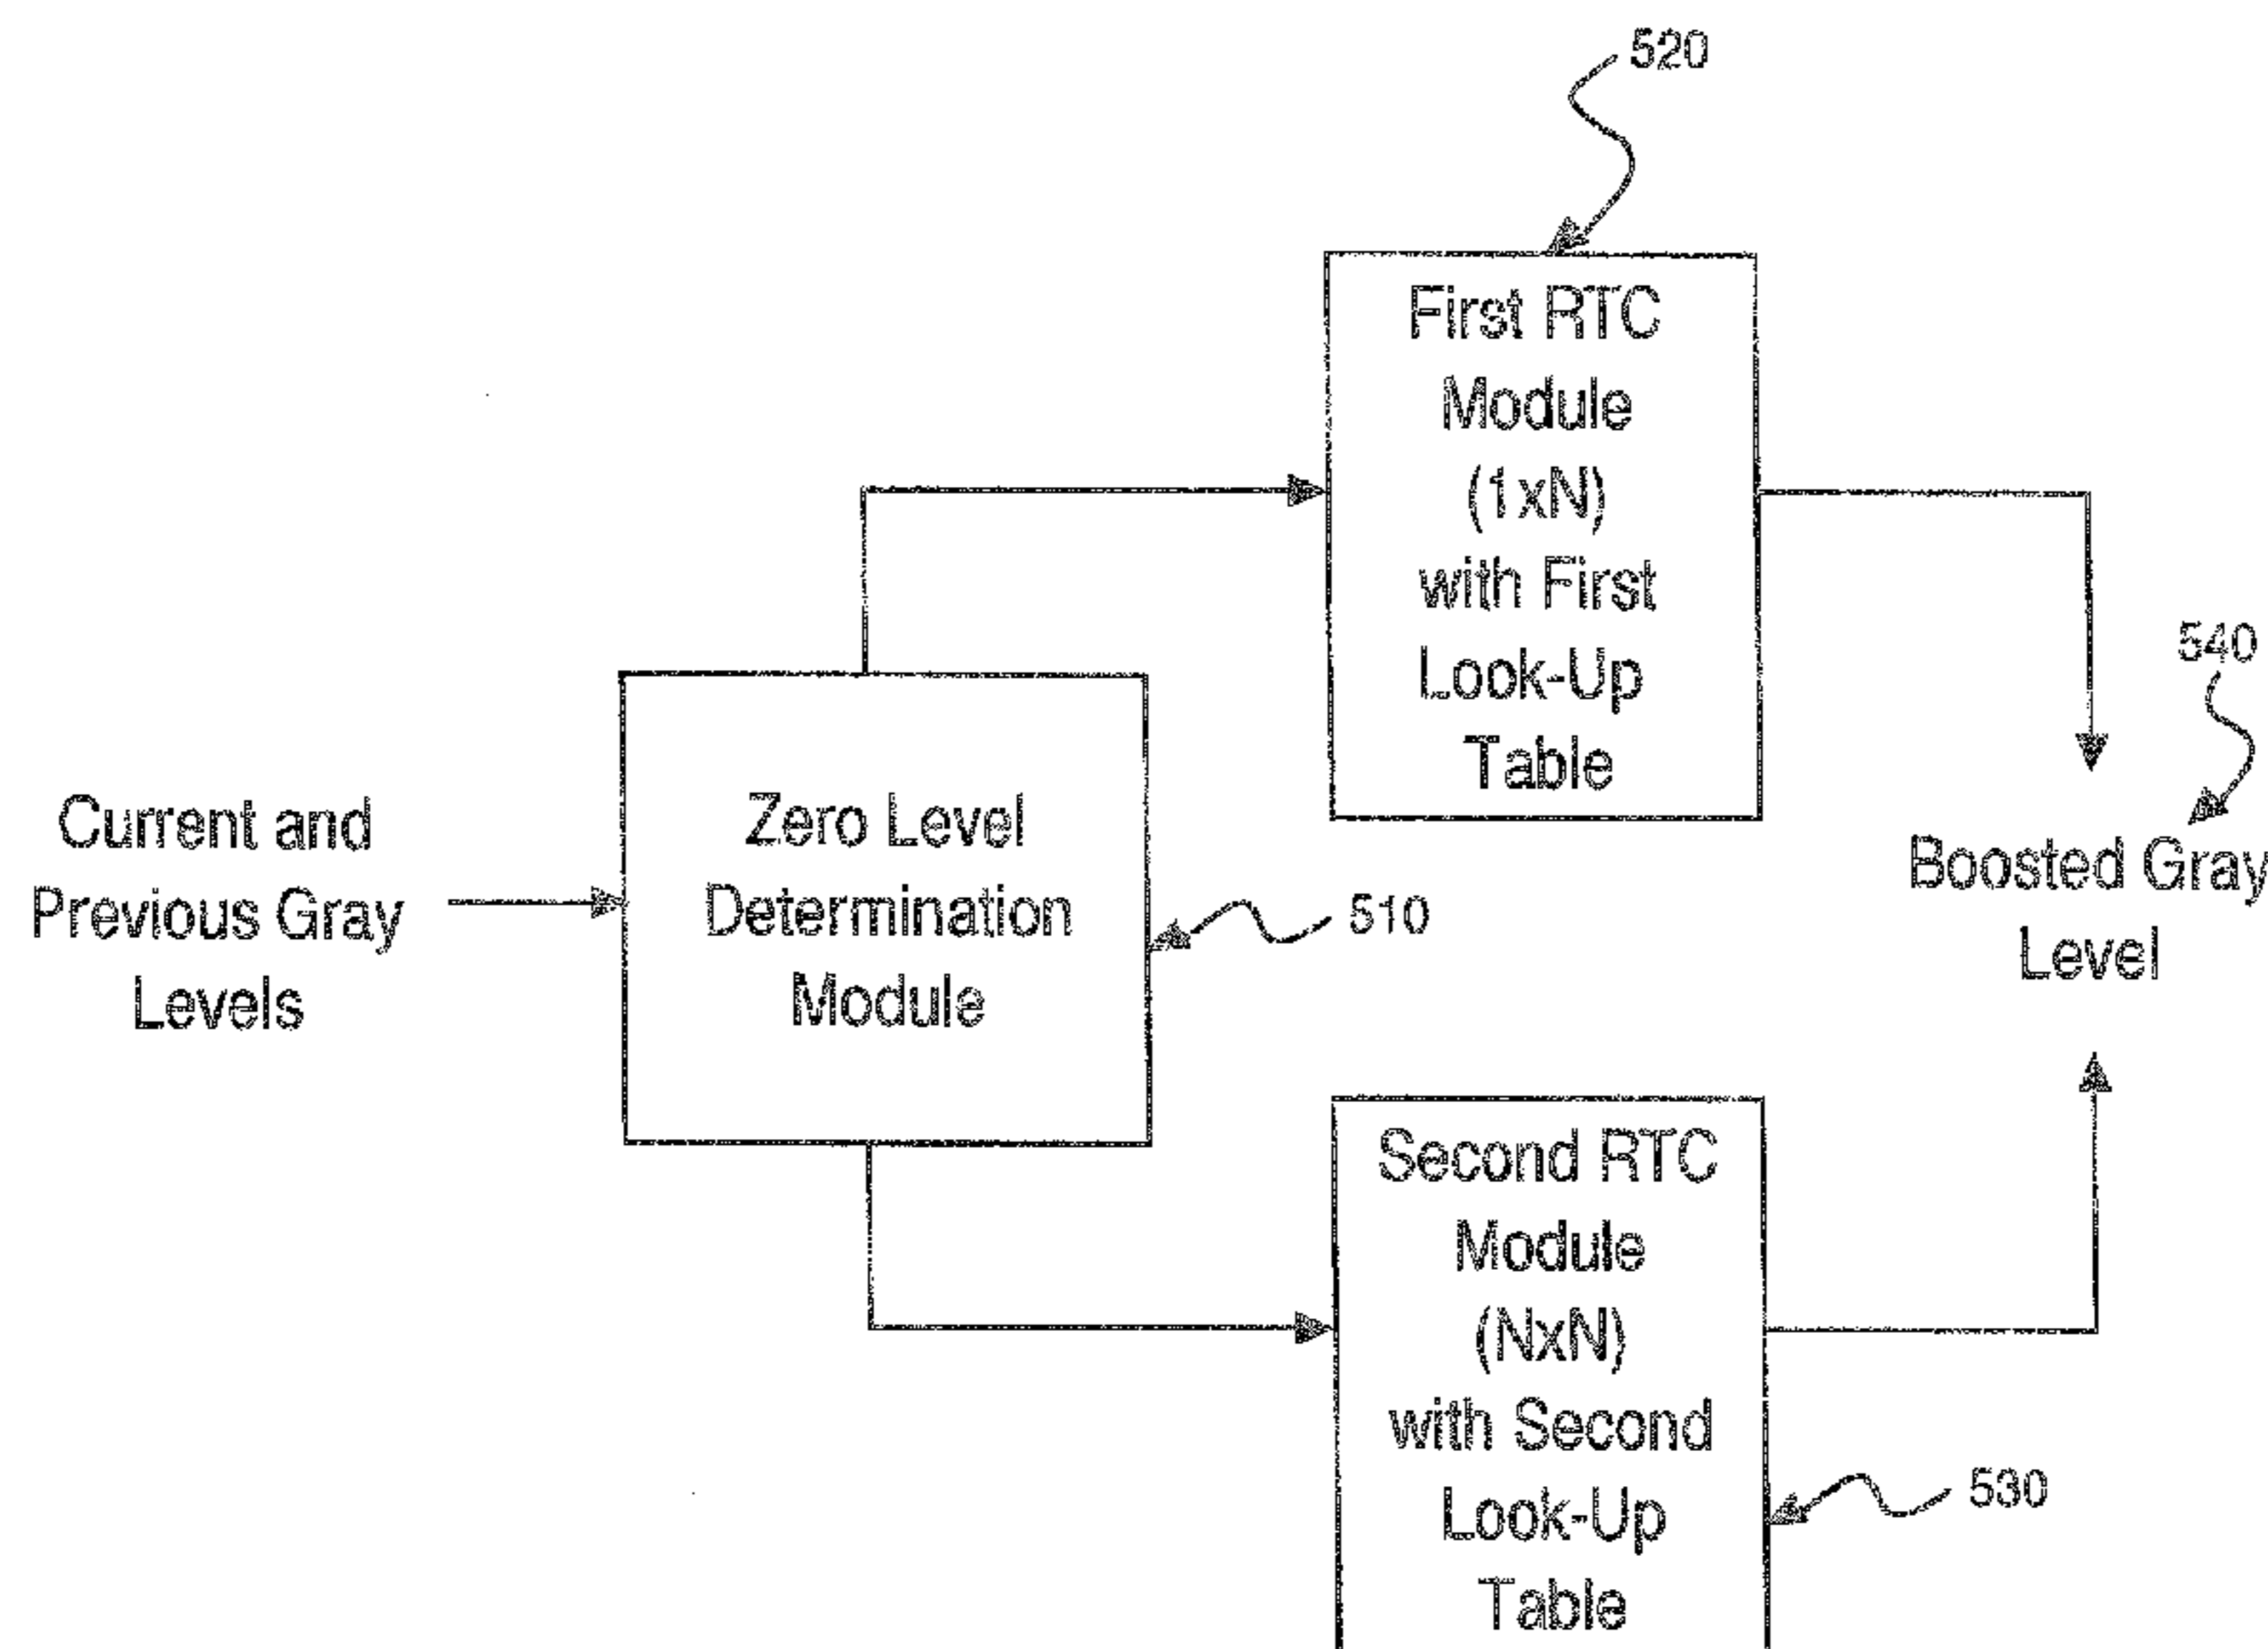 520
First RTC
Module
(1xN)
with First
Look-Up
Table
540
Current and
Previous Gray
Levels
Zero Level
Determination
Module
510
Boosted Gray
Level
Second RTC
Module
(NxN)
with Second
Look-Up
Table
530